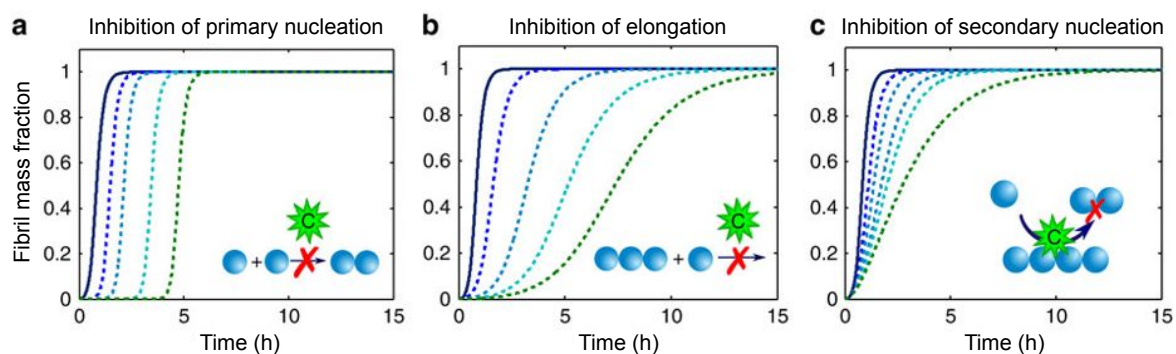 a Inhibition of primary nucleation
b Inhibition of elongation
c Inhibition of secondary nucleation
Fibril mass fraction
1
0.8
0.6
0.4
0.2
0
C
+
0 5 10 15
Time (h)
1
0.8
0.6
0.4
0.2
0
C
+
0 5 10 15
Time (h)
1
0.8
0.6
0.4
0.2
0
C
0 5 10 15
Time (h)